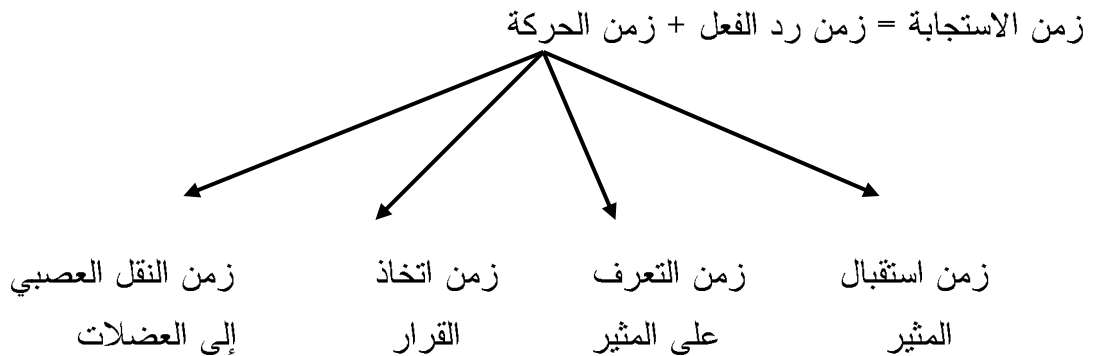 زمن الاستجابة = زمن رد الفعل + زمن الحركة
زمن استقبال
المثير
زمن التعرف
على المثير
زمن اتخاذ
القرار
زمن النقل العصبي
إلى العضلات